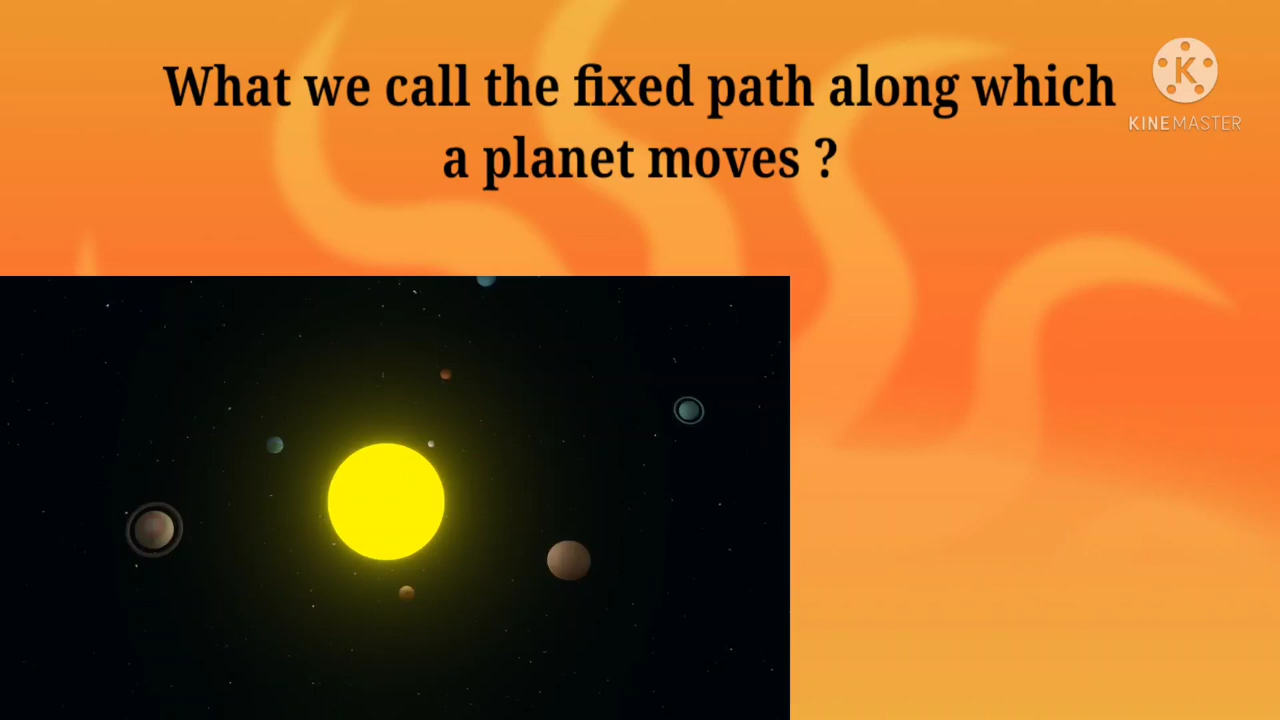 What we call the fixed path along which
a planet moves ?
K
KINEMASTER